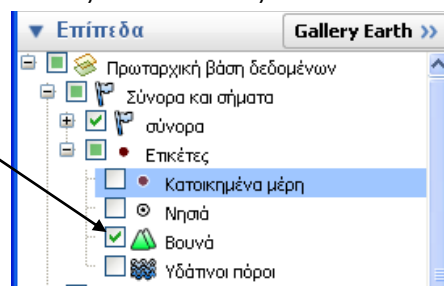 Επίπεδα Gallery Earth >>
Πρωταρχική βάση δεδομένων
Σύνορα και σήματα
σύνορα
Ετικέτες
Κατοικημένα μέρη
Νησιά
Βουνά
Υδάτινοι πόροι